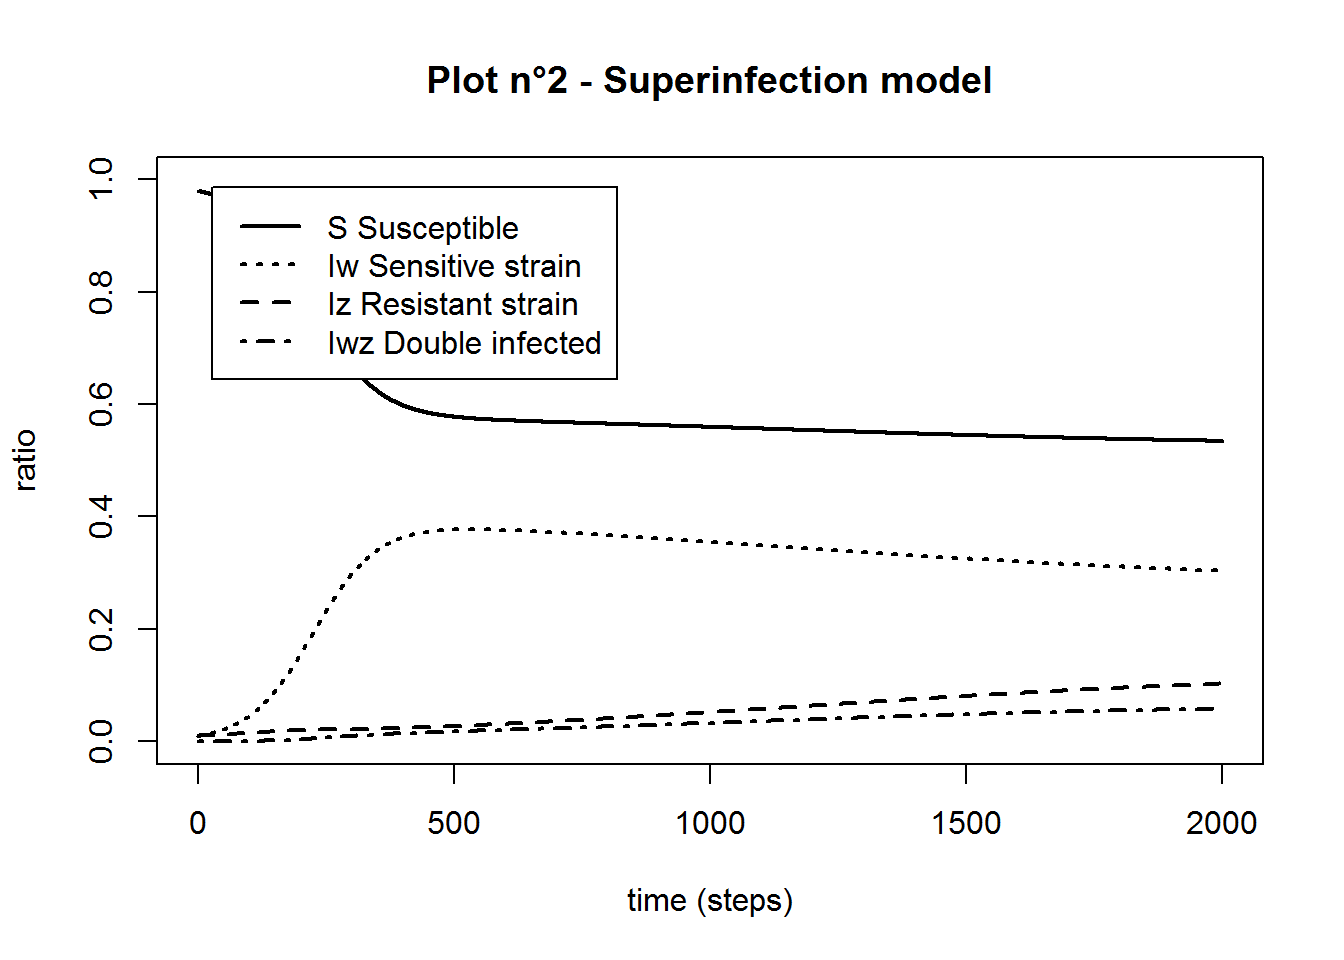 Plot n°2 - Superinfection model
S Susceptible
Iw Sensitive strain
Iz Resistant strain
Iwz Double infected
ratio
1.0
0.8
0.6
0.4
0.2
0.0
0 500 1000 1500 2000
time (steps)